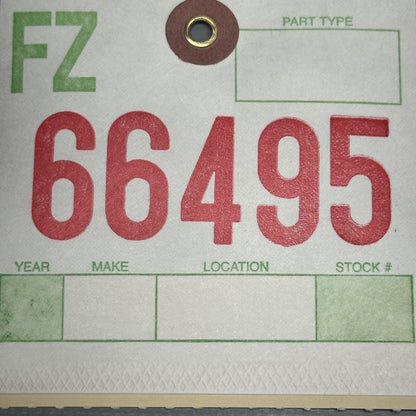 FZ
PART TYPE
66495
YEAR MAKE LOCATION STOCK #